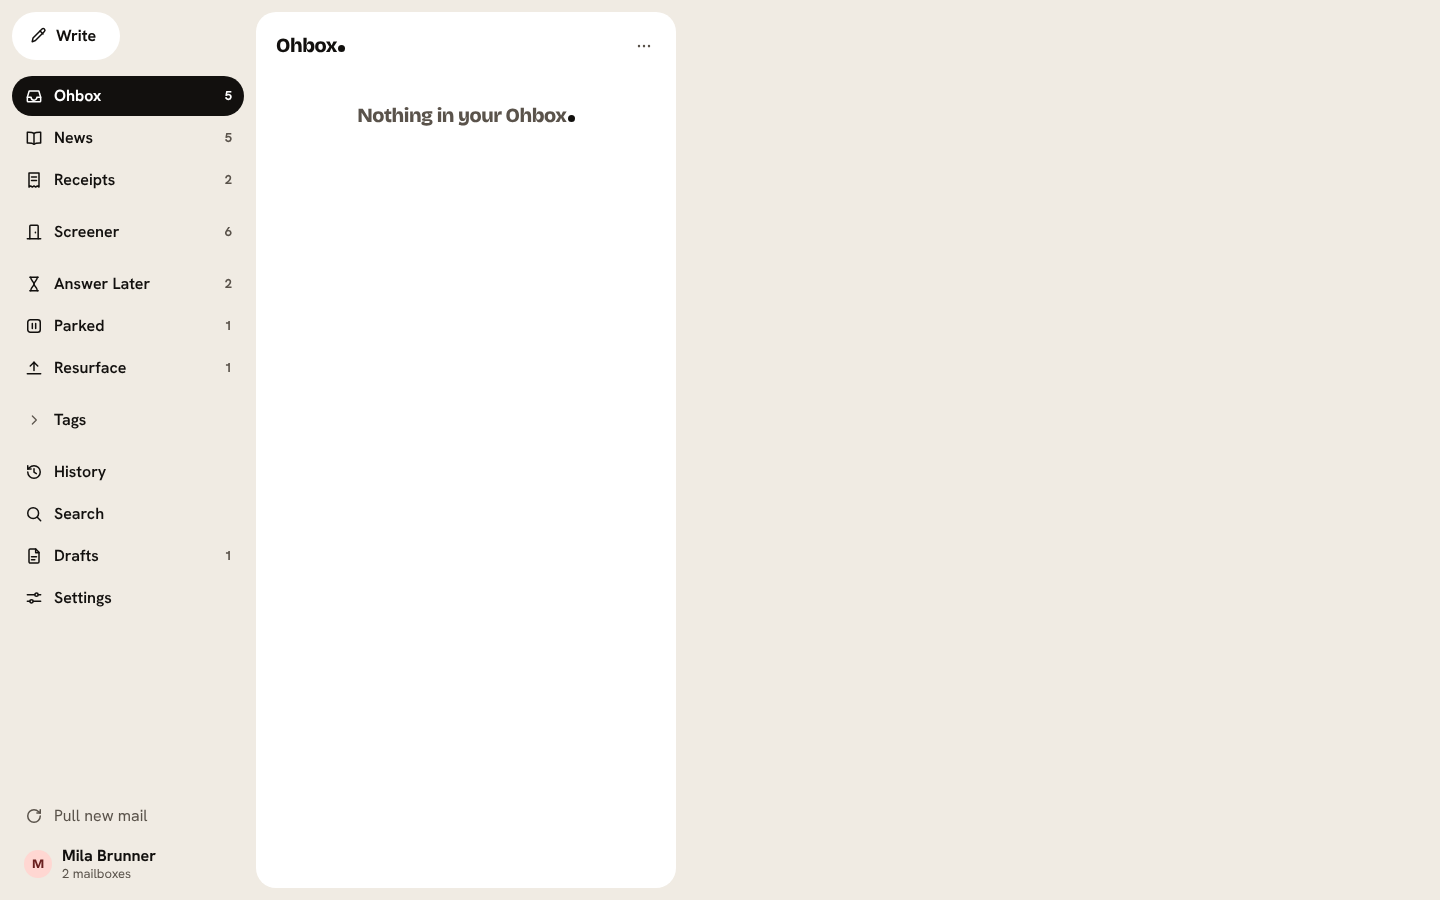 Write
Ohbox 5
News 5
Receipts 2
Screener 6
Answer Later 2
Parked 1
Resurface 1
Tags
History
Search
Drafts 1
Settings
Pull new mail
M
Mila Brunner
2 mailboxes
Ohbox.
Nothing in your Ohbox.